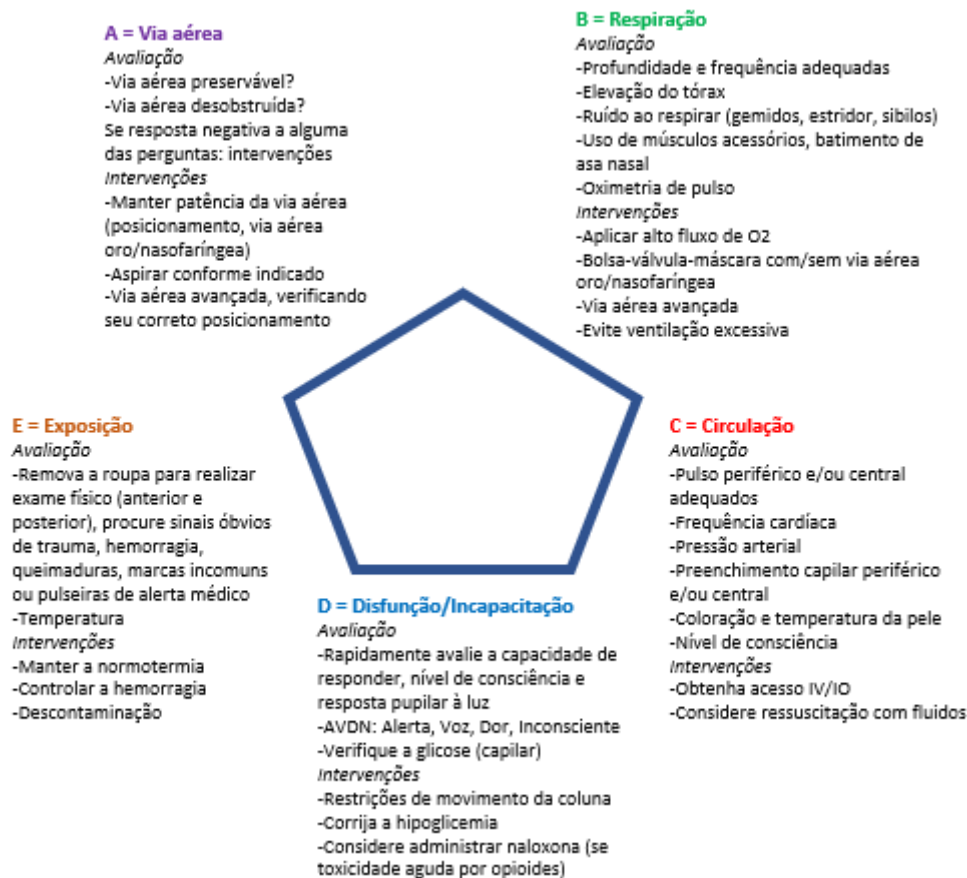 A = Via aérea
Avaliação
-Via aérea preservável?
-Via aérea desobstruída?
Se resposta negativa a alguma
das perguntas: intervenções
Intervenções
-Manter patência da via aérea
(posicionamento, via aérea
oro/nasofaríngea)
-Aspirar conforme indicado
-Via aérea avançada, verificando
seu correto posicionamento
B = Respiração
Avaliação
-Profundidade e frequência adequadas
-Elevação do tórax
-Ruído ao respirar (gemidos, estridor, sibilos)
-Uso de músculos acessórios, batimento de
asa nasal
-Oximetria de pulso
Intervenções
-Aplicar alto fluxo de O2
-Bolsa-válvula-máscara com/sem via aérea
oro/nasofaríngea
-Via aérea avançada
-Evite ventilação excessiva
C = Circulação
Avaliação
-Pulso periférico e/ou central
adequados
-Frequência cardíaca
-Pressão arterial
-Preenchimento capilar periférico
e/ou central
-Coloração e temperatura da pele
-Nível de consciência
Intervenções
-Obtenha acesso IV/IO
-Considere ressuscitação com fluidos
D = Disfunção/Incapacitação
Avaliação
-Rapidamente avalie a capacidade de
responder, nível de consciência e
resposta pupilar à luz
-AVDN: Alerta, Voz, Dor, Inconsciente
-Verifique a glicose (capilar)
Intervenções
-Restrições de movimento da coluna
-Corrija a hipoglicemia
-Considere administrar naloxona (se
toxicidade aguda por opioides)
E = Exposição
Avaliação
-Remova a roupa para realizar
exame físico (anterior e
posterior), procure sinais óbvios
de trauma, hemorragia,
queimaduras, marcas incomuns
ou pulseiras de alerta médico
-Temperatura
Intervenções
-Manter a normotermia
-Controlar a hemorragia
-Descontaminação